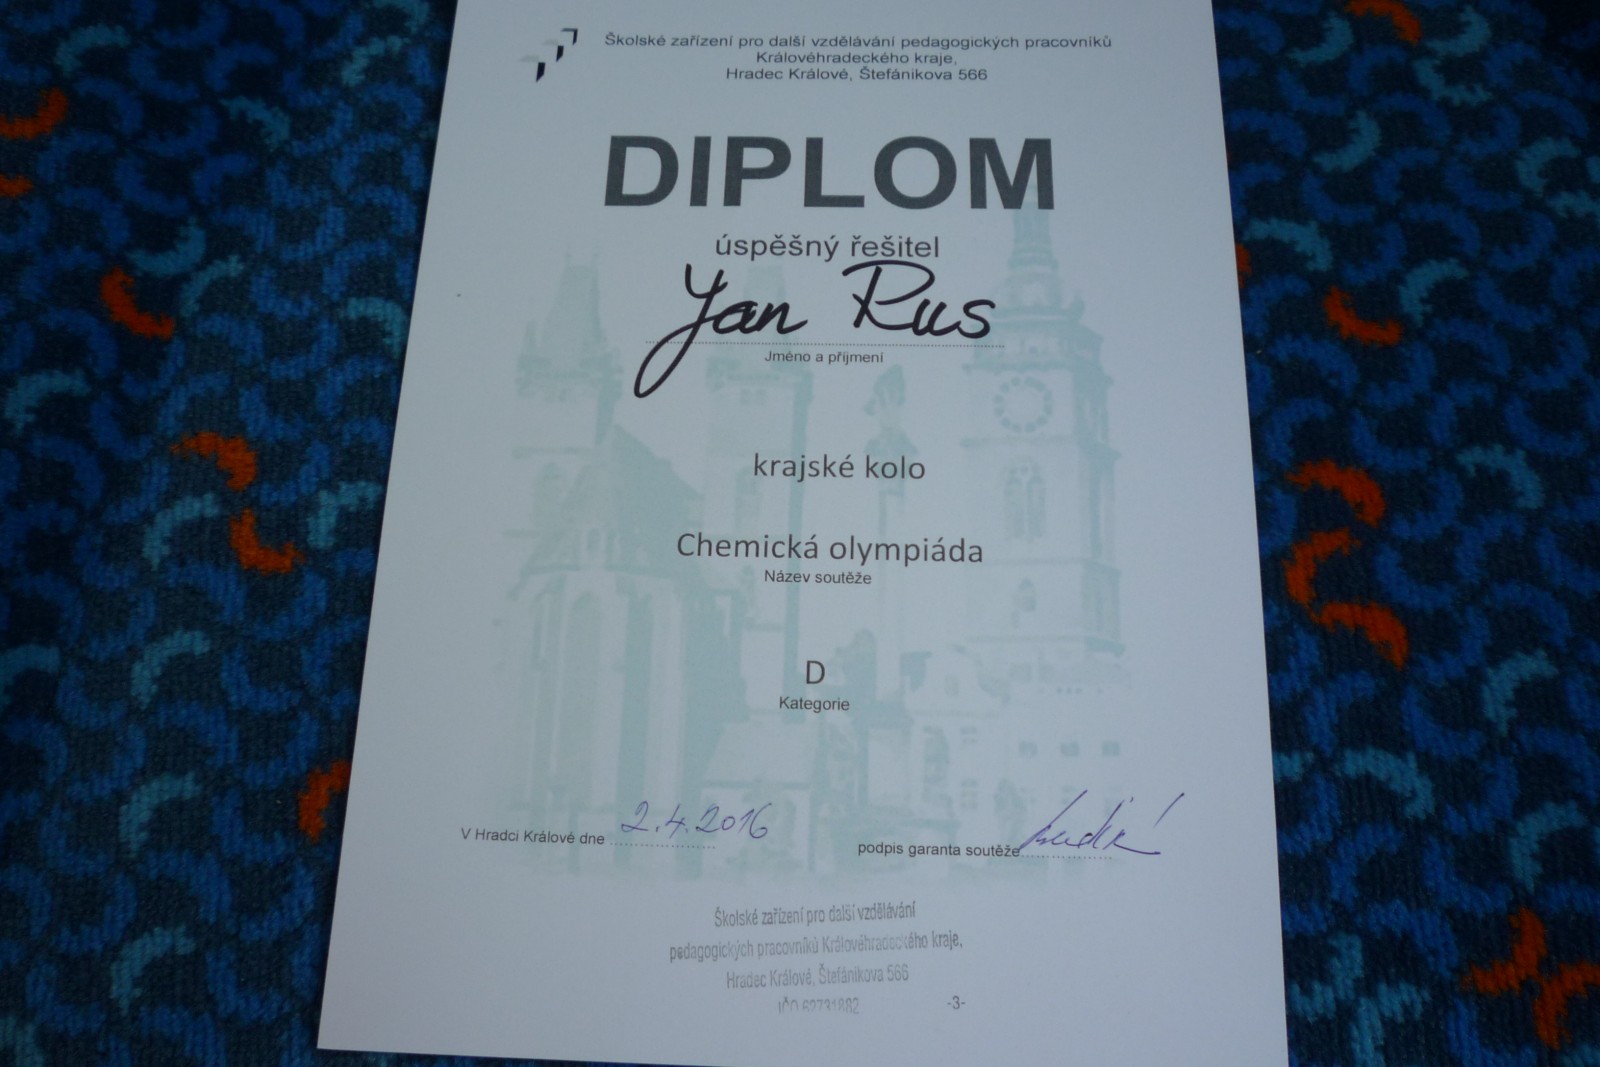 Školské zařízení pro další vzdělávání pedagogických pracovníků
Královéhradeckého kraje,
Hradec Králové, Štefánikova 566
DIPLOM
úspěšný řešitel
Jan Rus
Jméno a příjmení
krajské kolo
Chemická olympiáda
Název soutěže
D
Kategorie
V Hradci Králové dne 2.4.2016
podpis garanta soutěže
Školské zařízení pro další vzdělávání
pedagogických pracovníků Královéhradeckého kraje,
Hradec Králové, Štefánikova 566
IČO 62731882 -3-